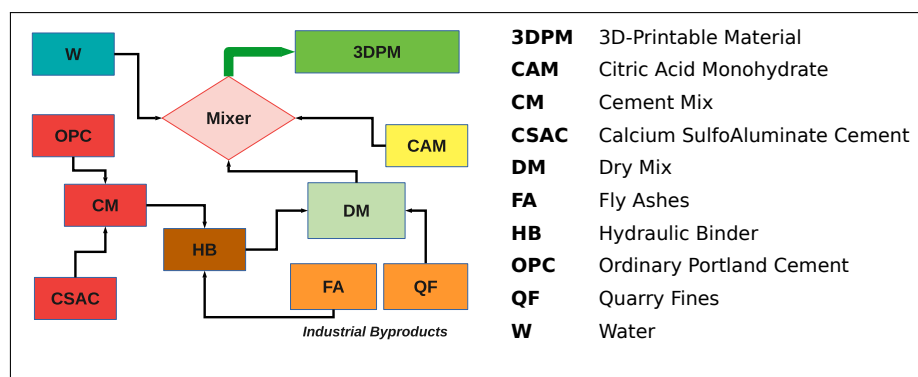 W
3DPM
Mixer
OPC
CAM
CM
DM
HB
CSAC
FA
QF
Industrial Byproducts
3DPM 3D-Printable Material
CAM Citric Acid Monohydrate
CM Cement Mix
CSAC Calcium SulfoAluminate Cement
DM Dry Mix
FA Fly Ashes
HB Hydraulic Binder
OPC Ordinary Portland Cement
QF Quarry Fines
W Water